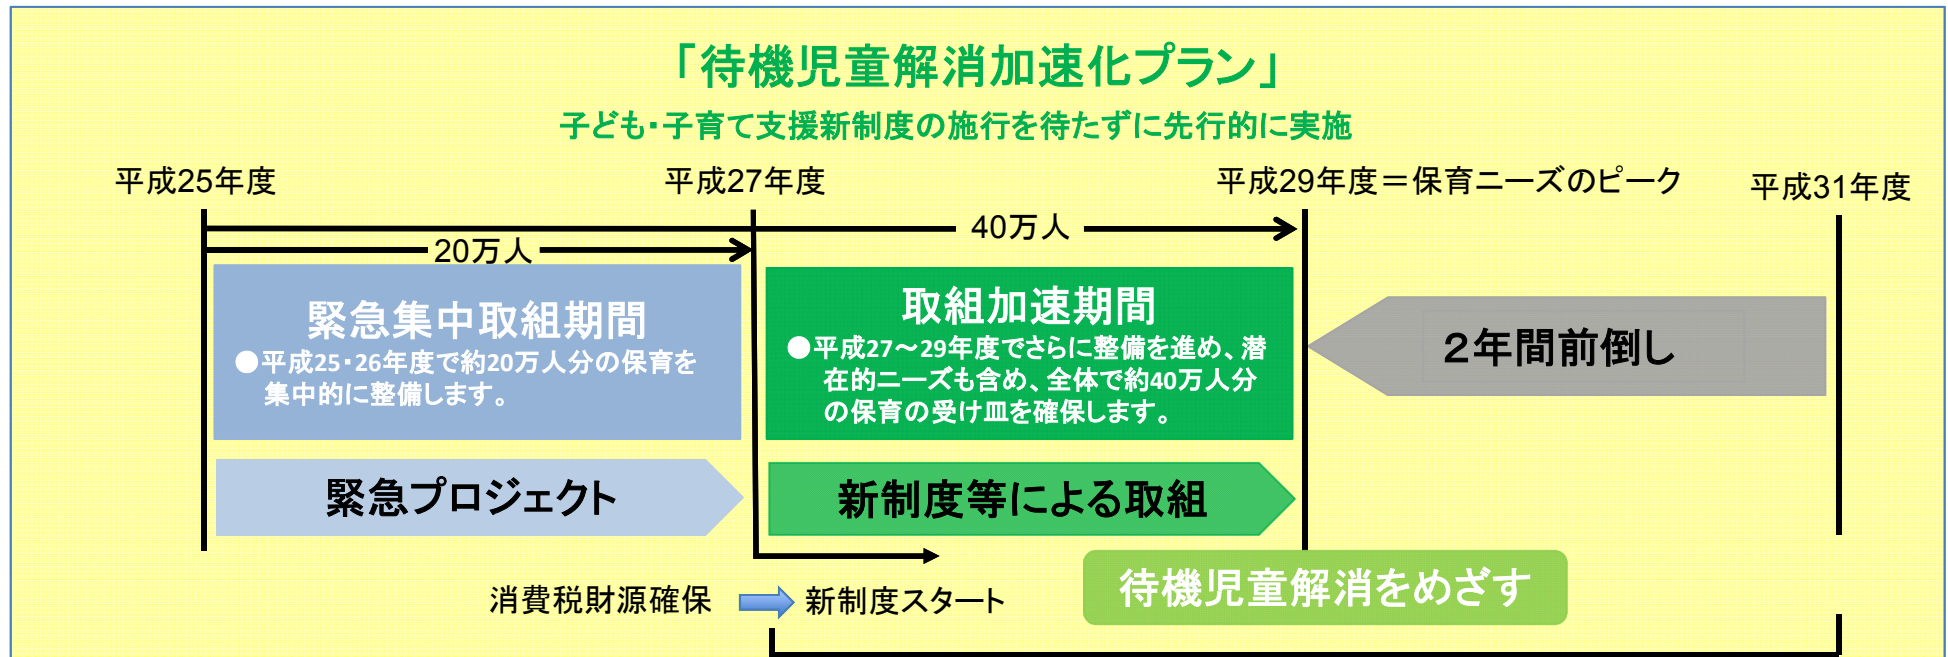 「待機児童解消加速化プラン」
子ども・子育て支援新制度の施行を待たずに先行的に実施
平成25年度
平成27年度
平成29年度＝保育ニーズのピーク
平成31年度
40万人
20万人
緊急集中取組期間
●平成25・26年度で約20万人分の保育を
集中的に整備します。
取組加速期間
●平成27～29年度でさらに整備を進め、潜
在的ニーズも含め、全体で約40万人分
の保育の受け皿を確保します。
２年間前倒し
緊急プロジェクト
新制度等による取組
消費税財源確保
新制度スタート
待機児童解消をめざす